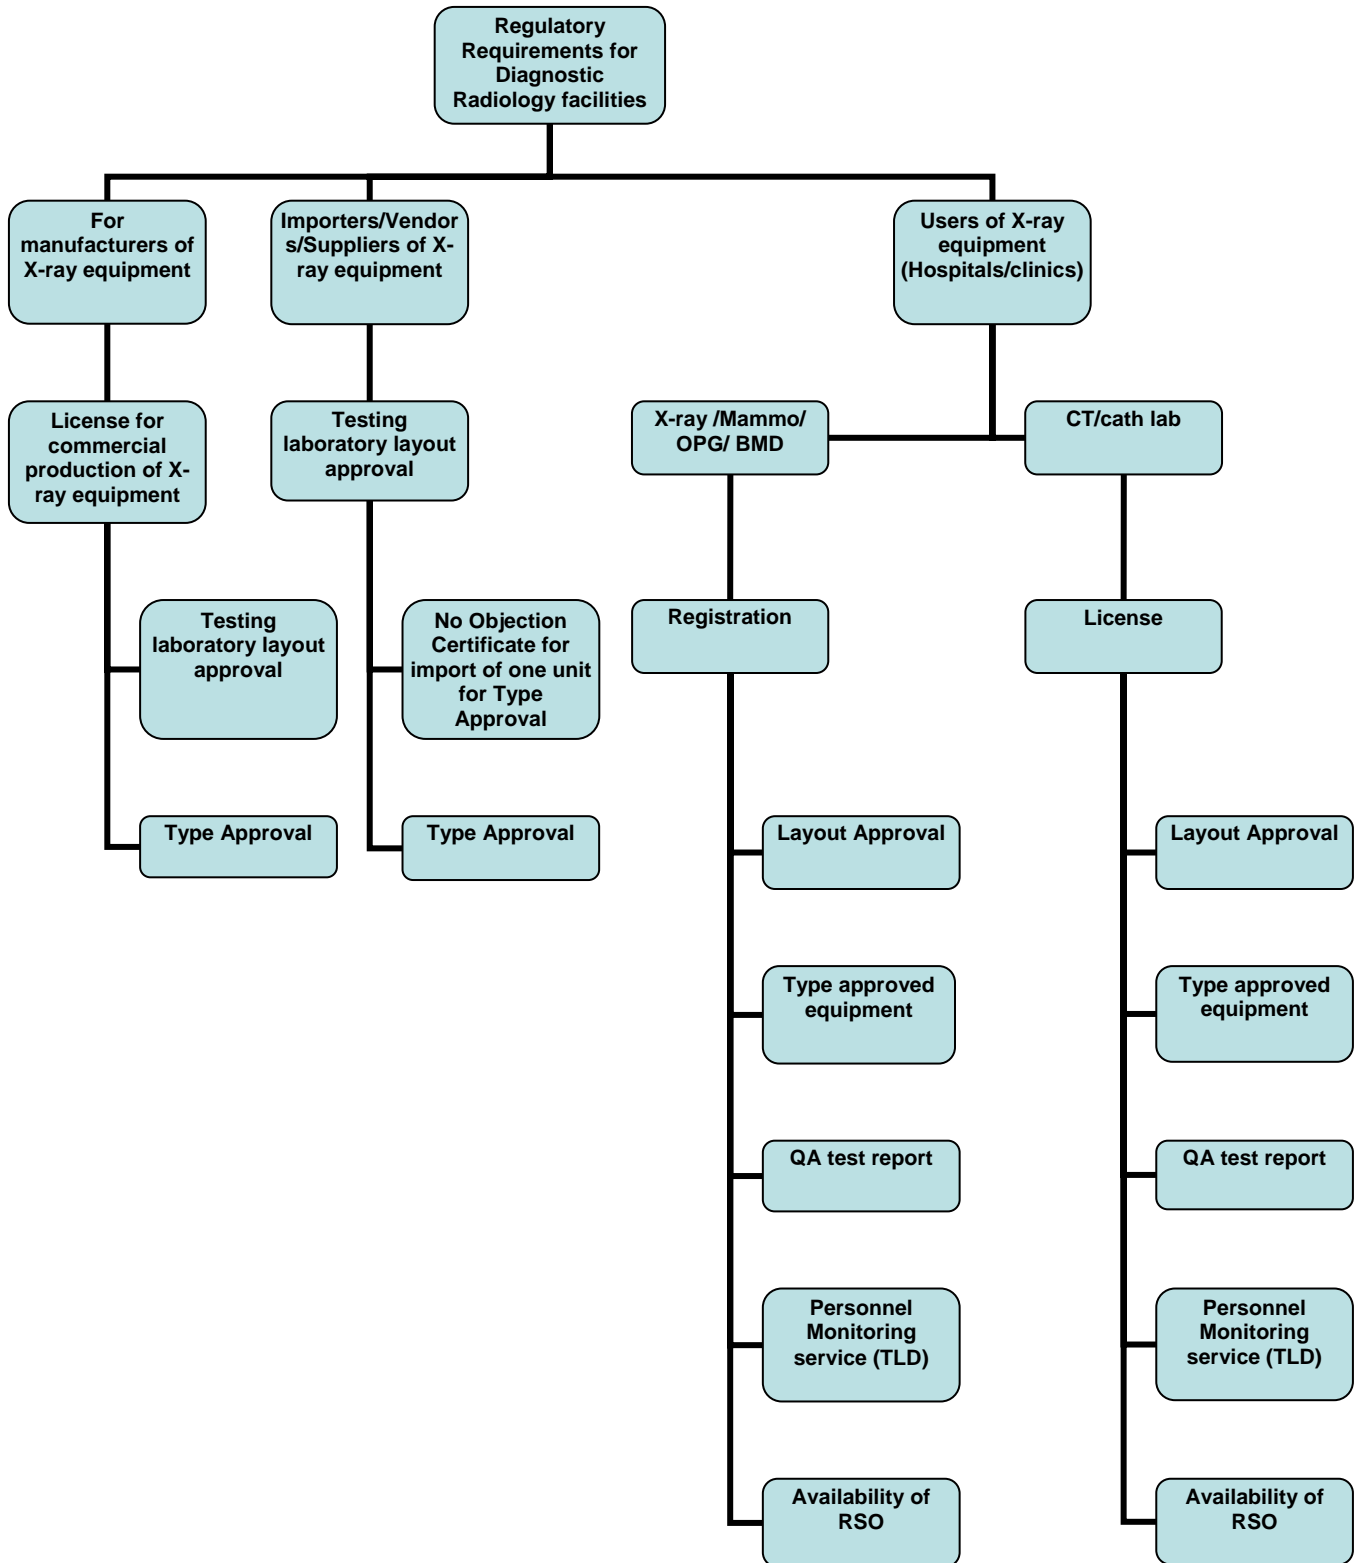 Regulatory
Requirements for
Diagnostic
Radiology facilities
For
manufacturers of
X-ray equipment
Importers/Vendor
s/Suppliers of X-
ray equipment
Users of X-ray
equipment
(Hospitals/clinics)
License for
commercial
production of X-
ray equipment
Testing
laboratory layout
approval
X-ray /Mammo/
OPG/ BMD
CT/cath lab
Testing
laboratory layout
approval
No Objection
Certificate for
import of one unit
for Type
Approval
Registration
License
Type Approval
Type Approval
Layout Approval
Layout Approval
Type approved
equipment
Type approved
equipment
QA test report
QA test report
Personnel
Monitoring
service (TLD)
Personnel
Monitoring
service (TLD)
Availability of
RSO
Availability of
RSO